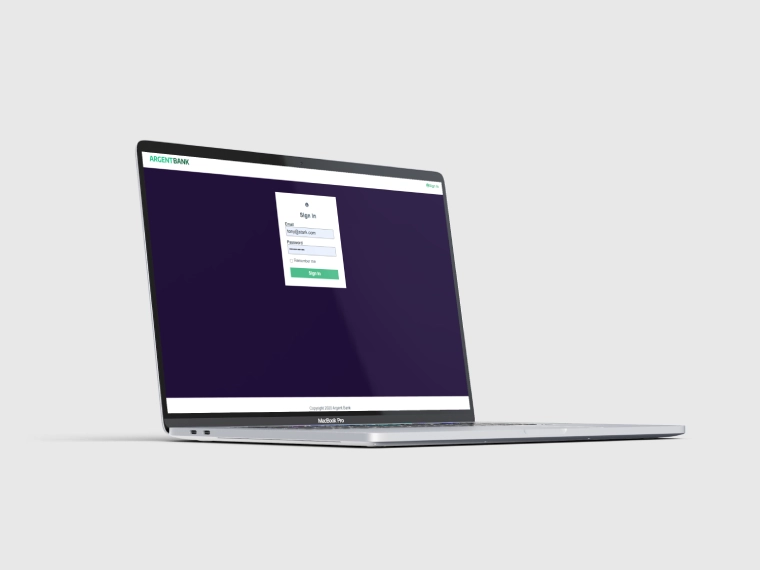 ARGENTBANK
Sign In
Sign In
Email
tony@stark.com
Password
Remember me
Sign In
Copyright 2020 Argent Bank
MacBook Pro